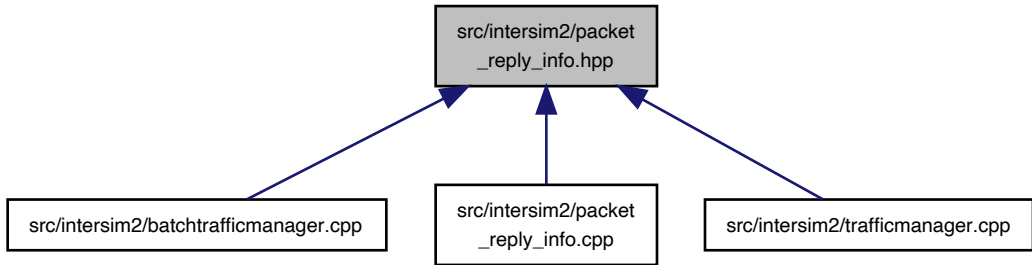 src/intersim2/packet
_reply_info.hpp
src/intersim2/batchtrafficmanager.cpp
src/intersim2/packet
_reply_info.cpp
src/intersim2/trafficmanager.cpp